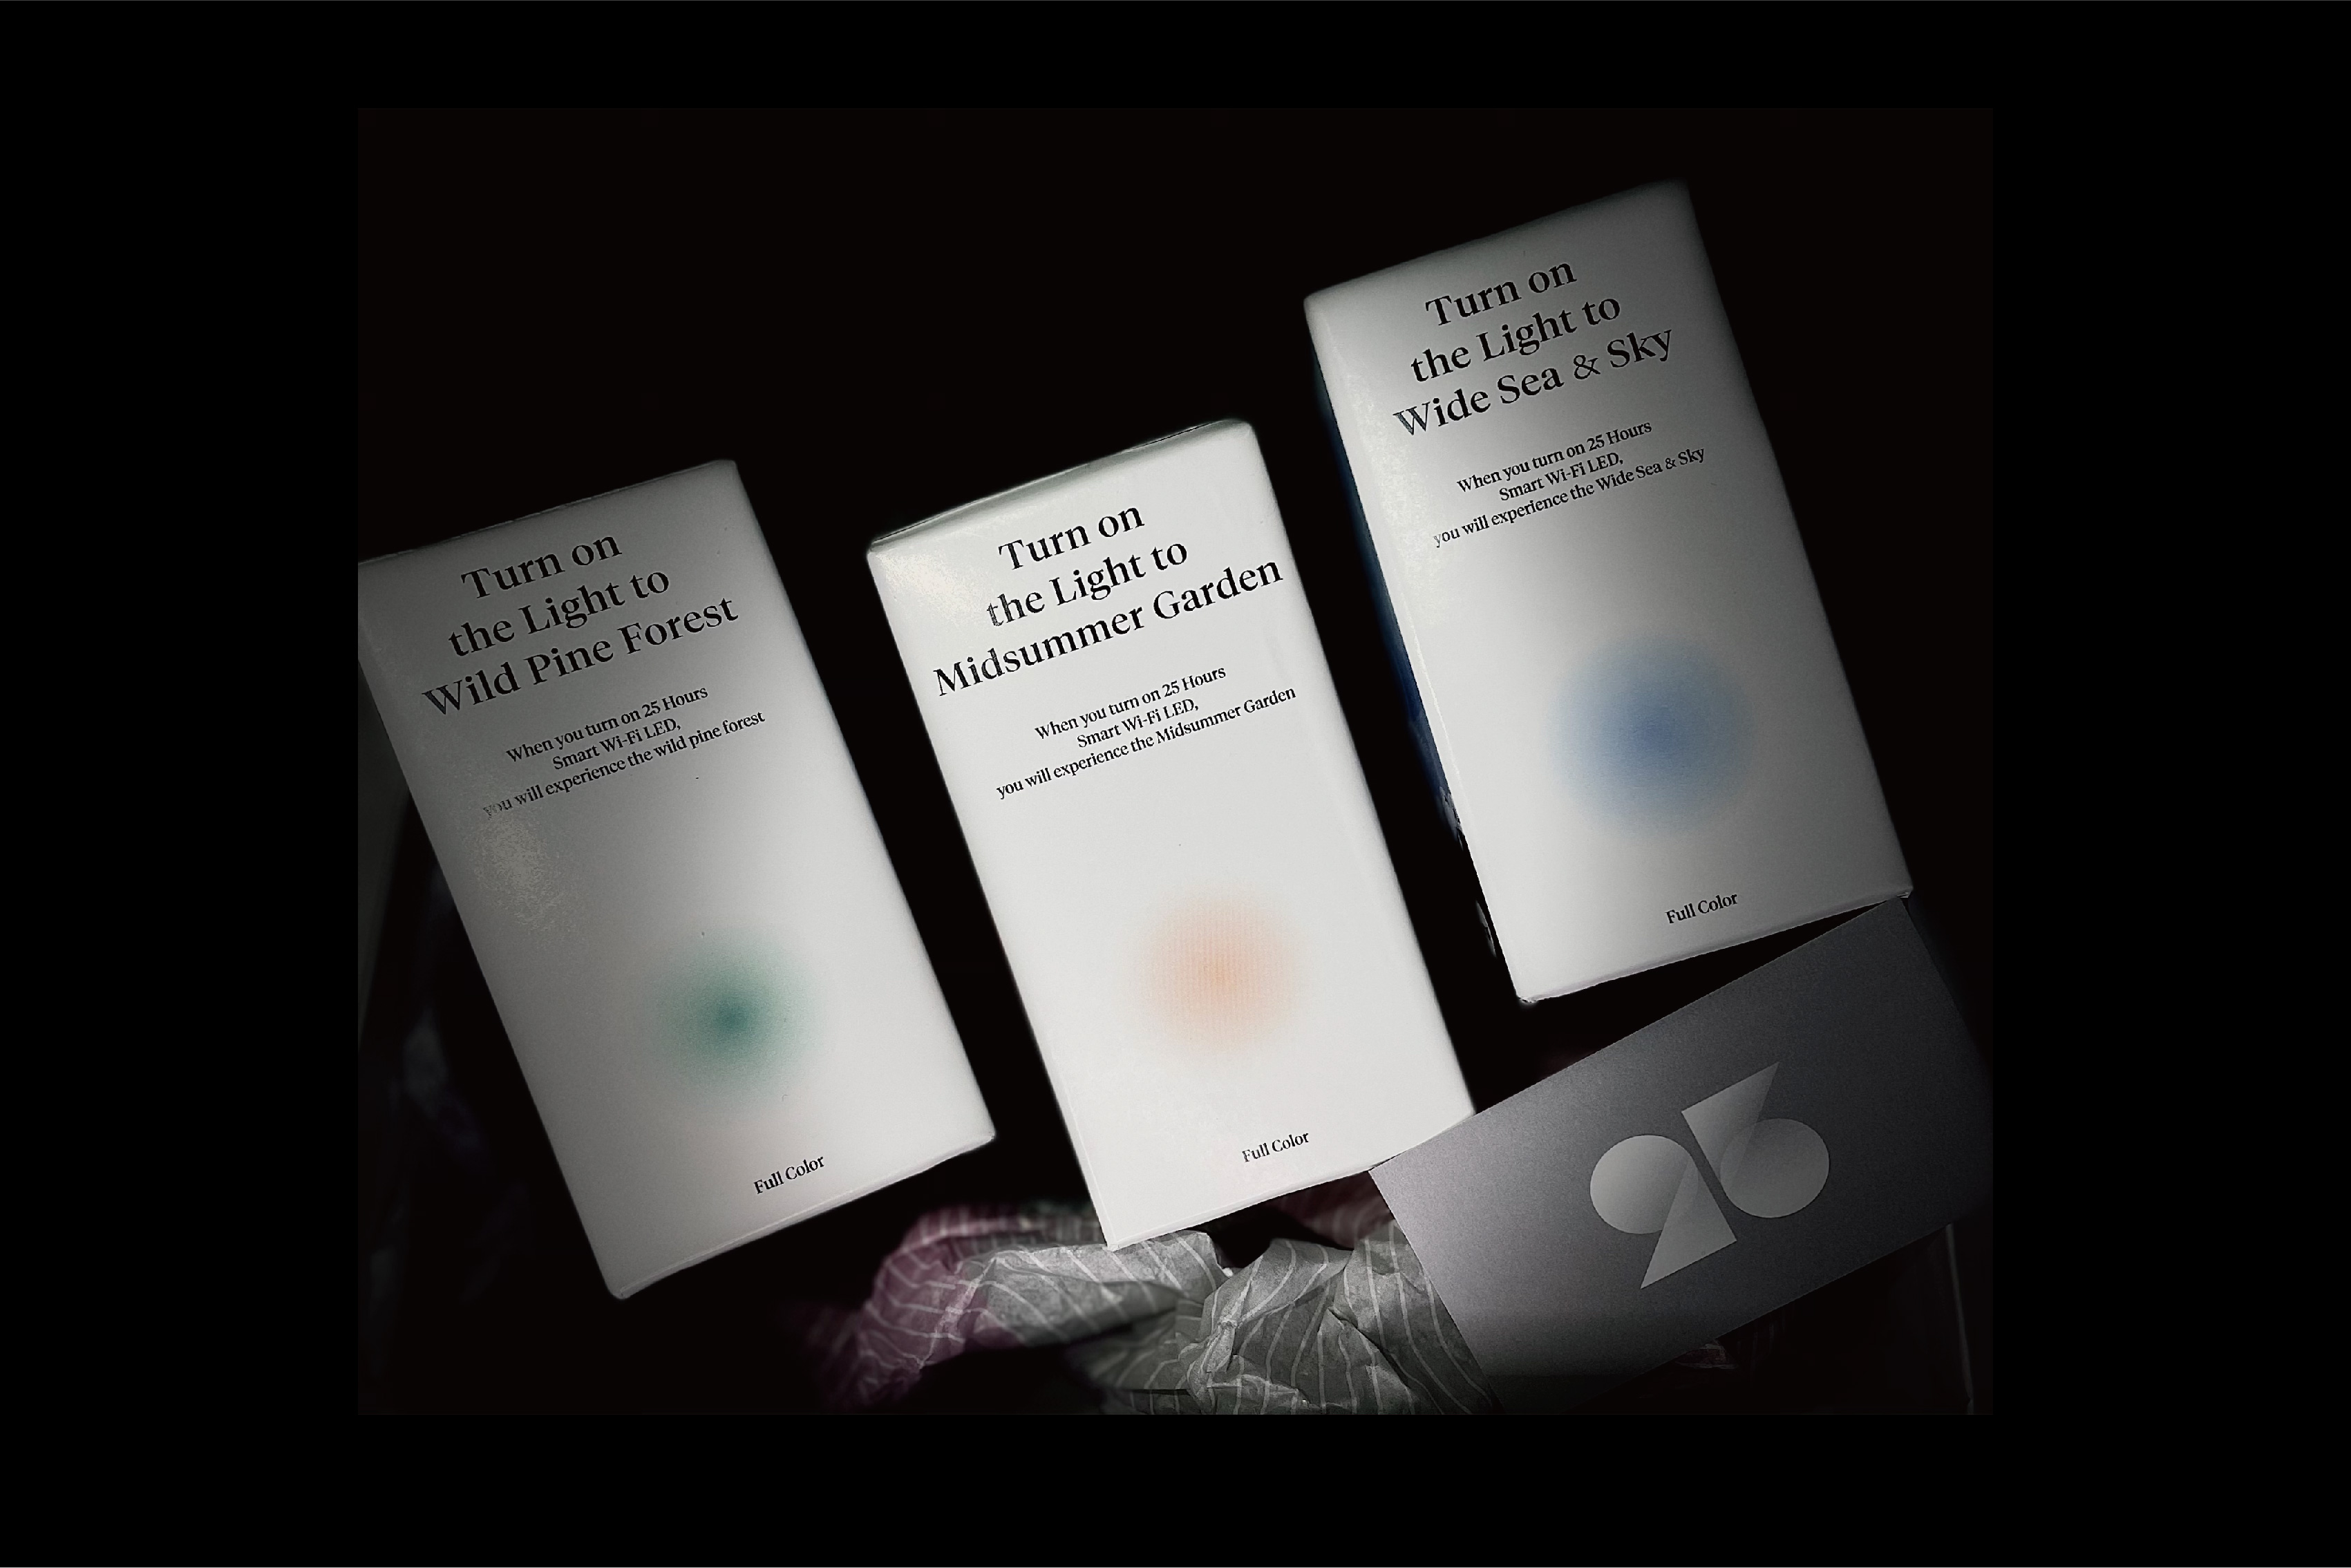 Turn on
the Light to
Wild Pine Forest
When you turn on 25 Hours
Smart Wi-Fi LED,
you will experience the wild pine forest
Full Color
Turn on
the Light to
Midsummer Garden
When you turn on 25 Hours
Smart Wi-Fi LED,
you will experience the Midsummer Garden
Full Color
Turn on
the Light to
Wide Sea & Sky
When you turn on 25 Hours
Smart Wi-Fi LED,
you will experience the Wide Sea & Sky
Full Color
25